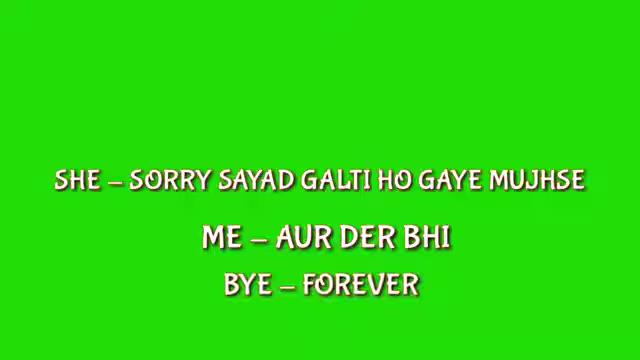 SHE – SORRY SAYAD GALTI HO GAYE MUJHSE
ME – AUR DER BHI
BYE – FOREVER